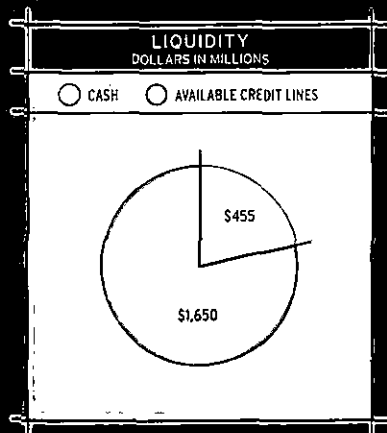 LIQUIDITY
DOLLARS IN MILLIONS
CASH AVAILABLE CREDIT LINES
$455
$1,650